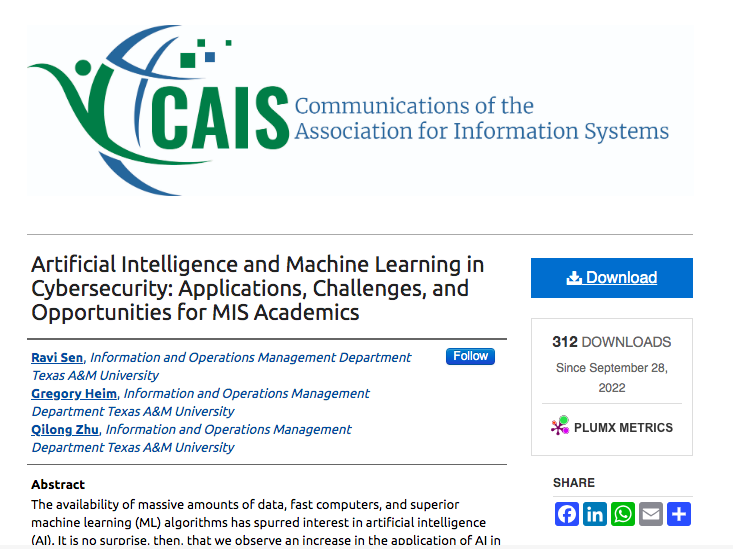 CAIS
Communications of the
Association for Information Systems
Artificial Intelligence and Machine Learning in
Cybersecurity: Applications, Challenges, and
Opportunities for MIS Academics
Ravi Sen, Information and Operations Management Department
Texas A&M University
Gregory Heim, Information and Operations Management
Department Texas A&M University
Qilong Zhu, Information and Operations Management
Department Texas A&M University
Follow
Abstract
The availability of massive amounts of data, fast computers, and superior
machine learning (ML) algorithms has spurred interest in artificial intelligence
(AI). It is no surprise, then, that we observe an increase in the application of AI in
Download
312 DOWNLOADS
Since September 28,
2022
PLUMX METRICS
SHARE